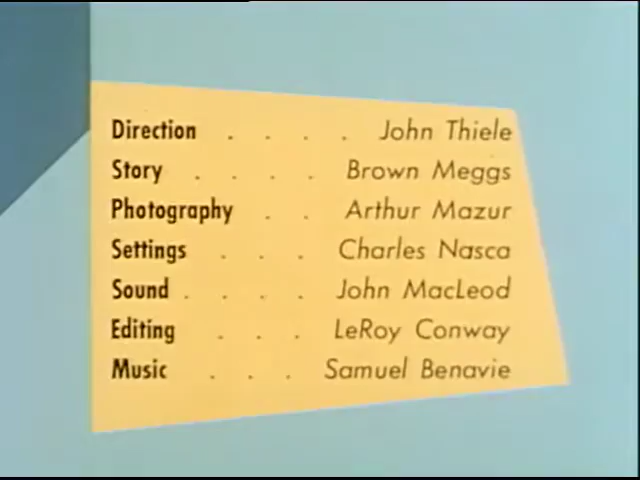 Direction . . . . John Thiele
Story . . . . Brown Meggs
Photography . . Arthur Mazur
Settings . . . Charles Nasca
Sound . . . . John MacLeod
Editing . . . LeRoy Conway
Music . . . Samuel Benavie